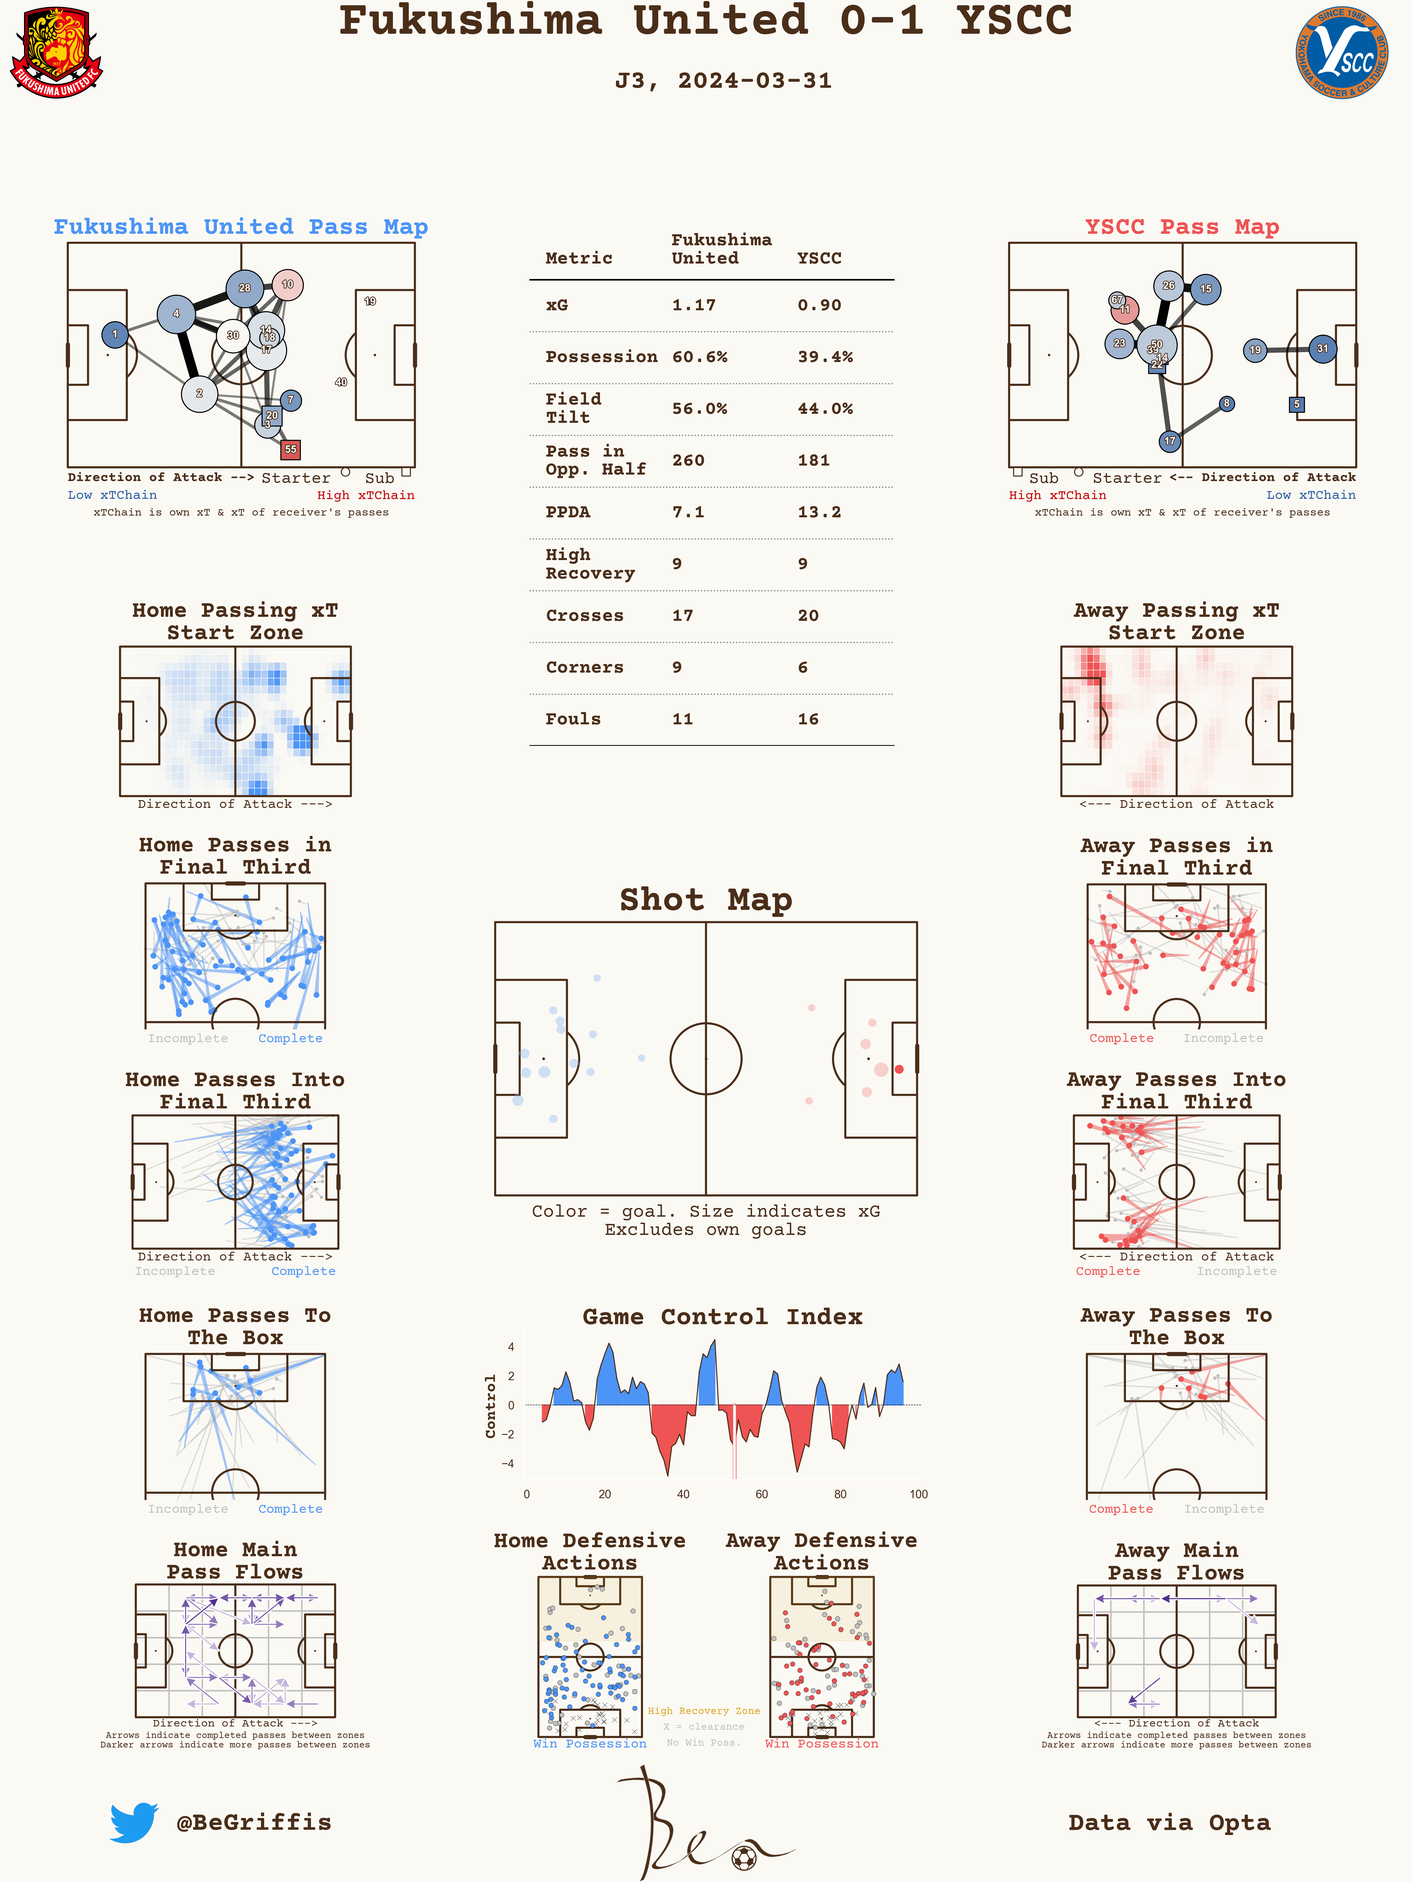 Fukushima United 0-1 YSCC
J3, 2024-03-31
FUKUSHIMA UNITED FC
SINCE 1986
YSCC
YOKOHAMA SOCCER & CULTURE CLUB
Fukushima United Pass Map
1
4
28
10
30
14
18
17
2
7
20
3
55
19
40
Direction of Attack --> Starter Sub
Low xTChain High xTChain
xTChain is own xT & xT of receiver's passes
Metric Fukushima United YSCC
xG 1.17 0.90
Possession 60.6% 39.4%
Field Tilt 56.0% 44.0%
Pass in Opp. Half 260 181
PPDA 7.1 13.2
High Recovery 9 9
Crosses 17 20
Corners 9 6
Fouls 11 16
YSCC Pass Map
67
11
26
15
23
50
39
14
22
19
31
8
5
17
Sub Starter <-- Direction of Attack
High xTChain Low xTChain
xTChain is own xT & xT of receiver's passes
Home Passing xT
Start Zone
Direction of Attack --->
Away Passing xT
Start Zone
<--- Direction of Attack
Home Passes in
Final Third
Incomplete Complete
Away Passes in
Final Third
Complete Incomplete
Shot Map
Color = goal. Size indicates xG
Excludes own goals
Home Passes Into
Final Third
Direction of Attack --->
Incomplete Complete
Away Passes Into
Final Third
<--- Direction of Attack
Complete Incomplete
Home Passes To
The Box
Incomplete Complete
Game Control Index
Control
4
2
0
−2
−4
0 20 40 60 80 100
Away Passes To
The Box
Complete Incomplete
Home Main
Pass Flows
Direction of Attack --->
Arrows indicate completed passes between zones
Darker arrows indicate more passes between zones
Home Defensive
Actions
Win Possession
High Recovery Zone
X = clearance
No Win Poss.
Away Defensive
Actions
Win Possession
Away Main
Pass Flows
<--- Direction of Attack
Arrows indicate completed passes between zones
Darker arrows indicate more passes between zones
@BeGriffis
Ben
Data via Opta